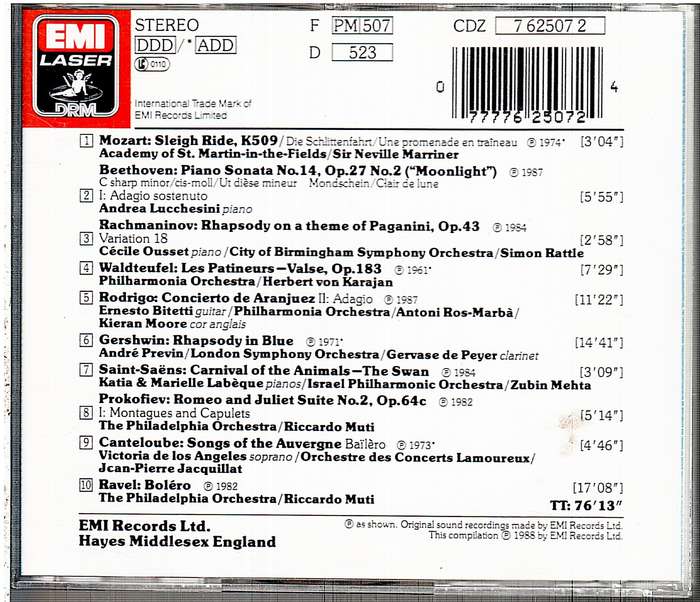 EMI
LASER
DRM
STEREO
DDD/*ADD
LC 0110
F PM 507
D 523
CDZ 7 62507 2
0 77776 25072 4
International Trade Mark of
EMI Records Limited
1 Mozart: Sleigh Ride, K509/Die Schlittenfahrt/Une promenade en traîneau ℗ 1974* [3'04"]
Academy of St. Martin-in-the-Fields/Sir Neville Marriner
Beethoven: Piano Sonata No.14, Op.27 No.2 ("Moonlight") ℗ 1987
C sharp minor/cis-moll/Ut dièse mineur Mondschein/Clair de lune
2 I: Adagio sostenuto [5'55"]
Andrea Lucchesini piano
Rachmaninov: Rhapsody on a theme of Paganini, Op.43 ℗ 1984
3 Variation 18 [2'58"]
Cécile Ousset piano/City of Birmingham Symphony Orchestra/Simon Rattle
4 Waldteufel: Les Patineurs—Valse, Op.183 ℗ 1961* [7'29"]
Philharmonia Orchestra/Herbert von Karajan
5 Rodrigo: Concierto de Aranjuez II: Adagio ℗ 1987 [11'22"]
Ernesto Bitetti guitar/Philharmonia Orchestra/Antoni Ros-Marbà/
Kieran Moore cor anglais
6 Gershwin: Rhapsody in Blue ℗ 1971* [14'41"]
André Previn/London Symphony Orchestra/Gervase de Peyer clarinet
7 Saint-Saëns: Carnival of the Animals—The Swan ℗ 1984 [3'09"]
Katia & Marielle Labèque pianos/Israel Philharmonic Orchestra/Zubin Mehta
Prokofiev: Romeo and Juliet Suite No.2, Op.64c ℗ 1982
8 I: Montagues and Capulets [5'14"]
The Philadelphia Orchestra/Riccardo Muti
9 Canteloube: Songs of the Auvergne Baïlèro ℗ 1973* [4'46"]
Victoria de los Angeles soprano/Orchestre des Concerts Lamoureux/
Jean-Pierre Jacquillat
10 Ravel: Boléro ℗ 1982 [17'08"]
The Philadelphia Orchestra/Riccardo Muti
TT: 76'13"
EMI Records Ltd.
Hayes Middlesex England
℗ as shown. Original sound recordings made by EMI Records Ltd.
This compilation ℗ 1988 by EMI Records Ltd.